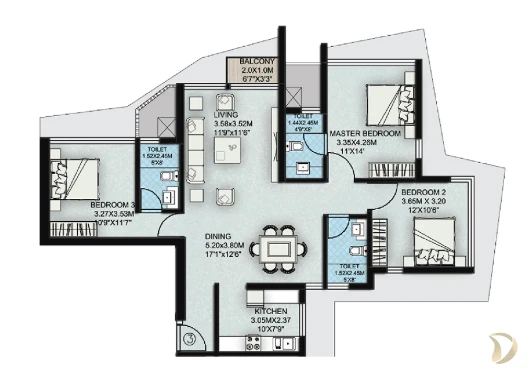 BALCONY
2.0X1.0M
6'7"X3'3"
LIVING
3.58x3.52M
11'9"x11'6"
TOILET
1.44X2.45M
4'9"X8'
MASTER BEDROOM
3.35X4.26M
11'X14'
TOILET
1.52X2.45M
5'X8'
BEDROOM 3
3.27X3.53M
10'9"X11'7"
BEDROOM 2
3.65M X 3.20
12'X10'6"
DINING
5.20x3.80M
17'1"x12'6"
TOILET
1.52X2.45M
5'X8'
KITCHEN
3.05MX2.37
10'X7'9"
3